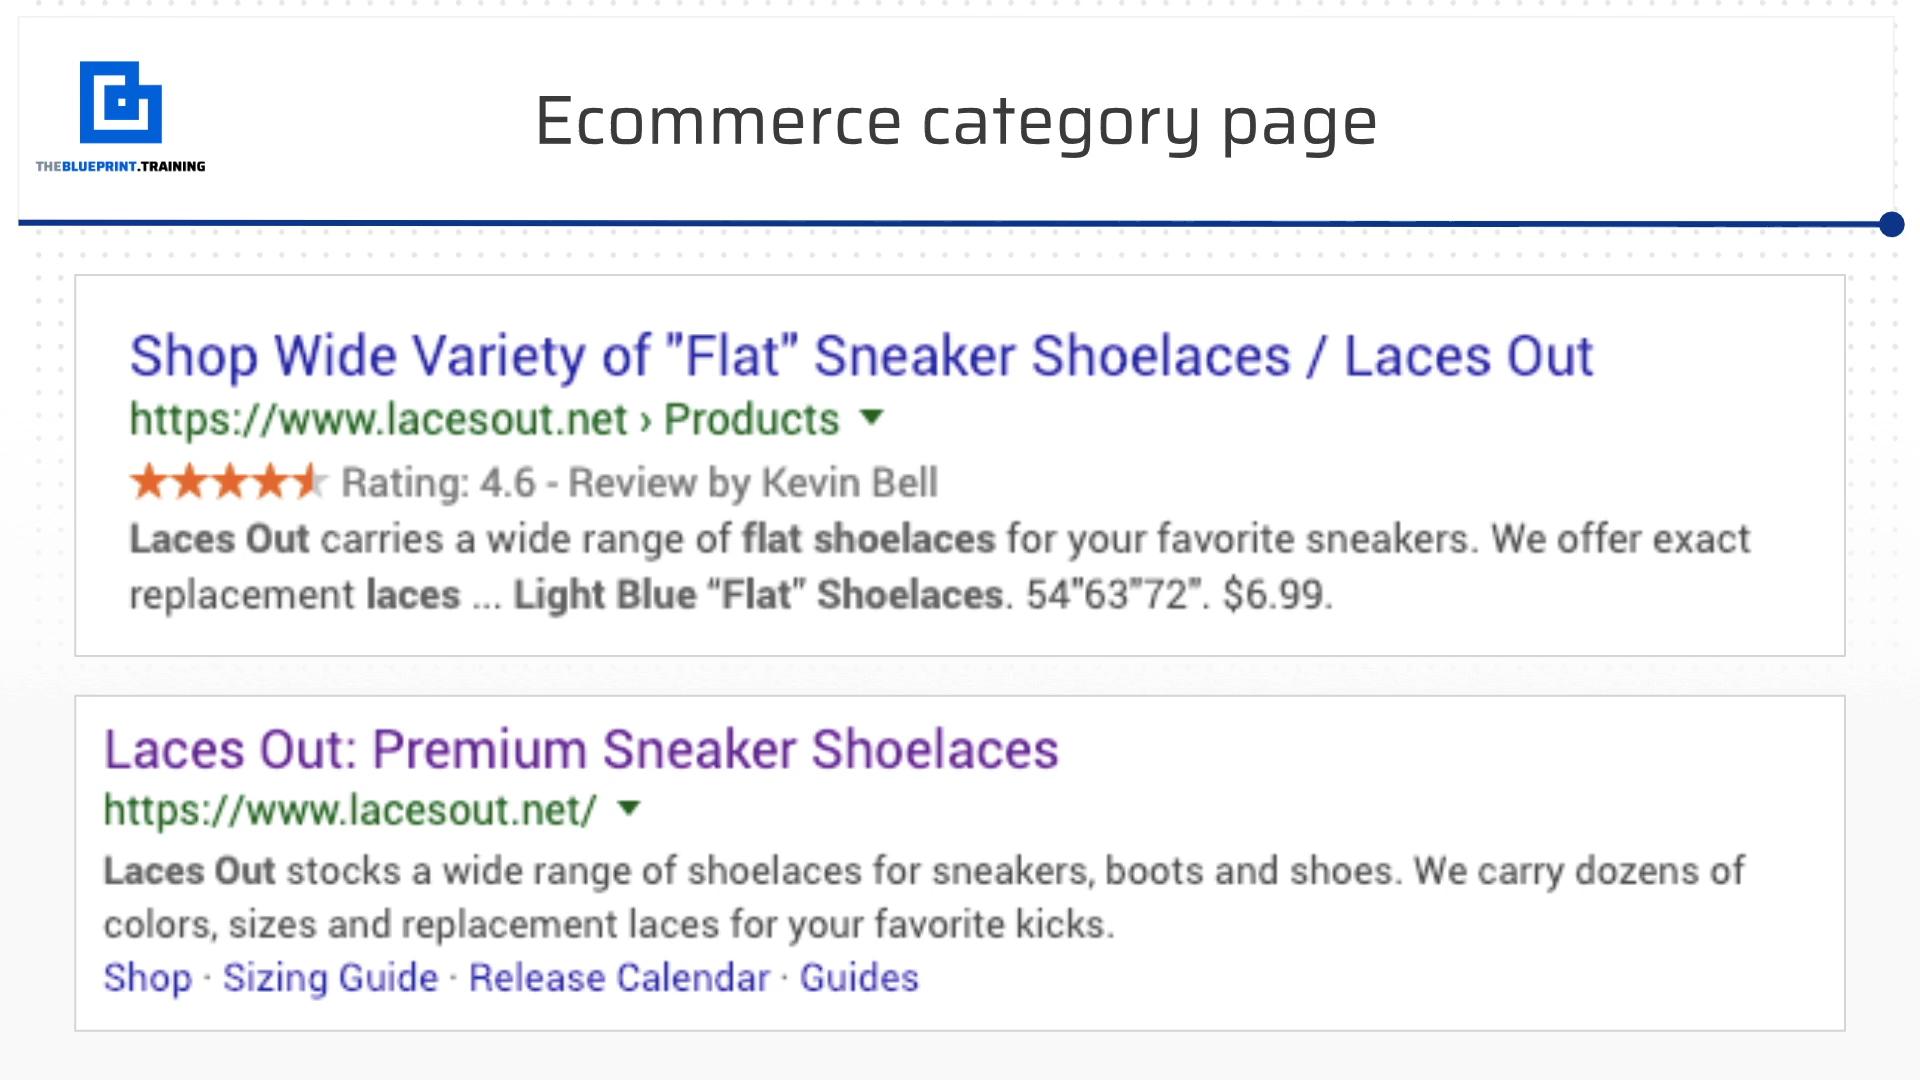 THEBLUEPRINT.TRAINING
Ecommerce category page
Shop Wide Variety of "Flat" Sneaker Shoelaces / Laces Out
https://www.lacesout.net › Products
Rating: 4.6 - Review by Kevin Bell
Laces Out carries a wide range of flat shoelaces for your favorite sneakers. We offer exact
replacement laces ... Light Blue “Flat” Shoelaces. 54"63"72". $6.99.
Laces Out: Premium Sneaker Shoelaces
https://www.lacesout.net/
Laces Out stocks a wide range of shoelaces for sneakers, boots and shoes. We carry dozens of
colors, sizes and replacement laces for your favorite kicks.
Shop · Sizing Guide · Release Calendar · Guides